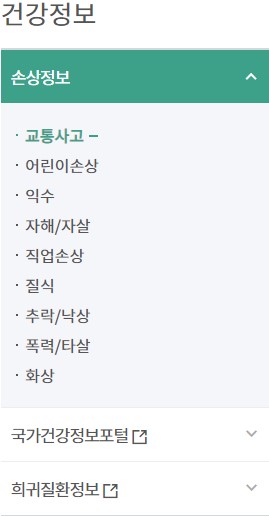 건강정보
손상정보
· 교통사고 –
· 어린이손상
· 익수
· 자해/자살
· 직업손상
· 질식
· 추락/낙상
· 폭력/타살
· 화상
국가건강정보포털
희귀질환정보